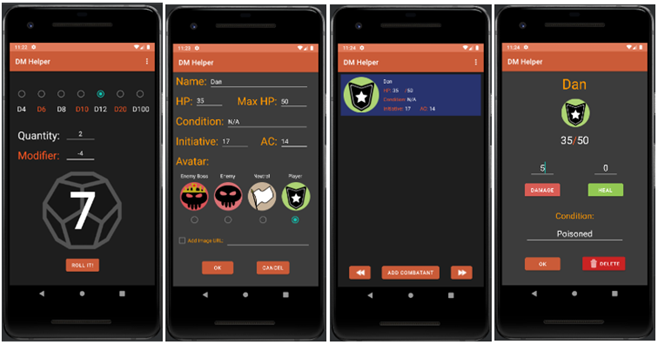 11:23
DM Helper
D4 D6 D8 D10 D12 D20 D100
Quantity: 2
Modifier: -4
7
ROLL IT!
11:23
DM Helper
Name: Dan
HP: 35 Max HP: 50
Condition: N/A
Initiative: 17 AC: 14
Avatar:
Enemy Boss Enemy Neutral Player
Add Image URL:
OK CANCEL
11:24
DM Helper
Dan
HP: 35 /50
Condition: N/A
Initiative: 17 AC: 14
ADD COMBATANT
11:24
DM Helper
Dan
35/50
5 0
DAMAGE HEAL
Condition:
Poisoned
OK DELETE